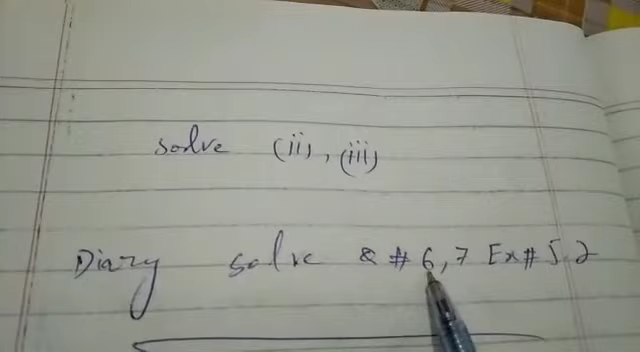 solve (ii), (iii)
Diary solve Q # 6, 7 Ex # 5.2